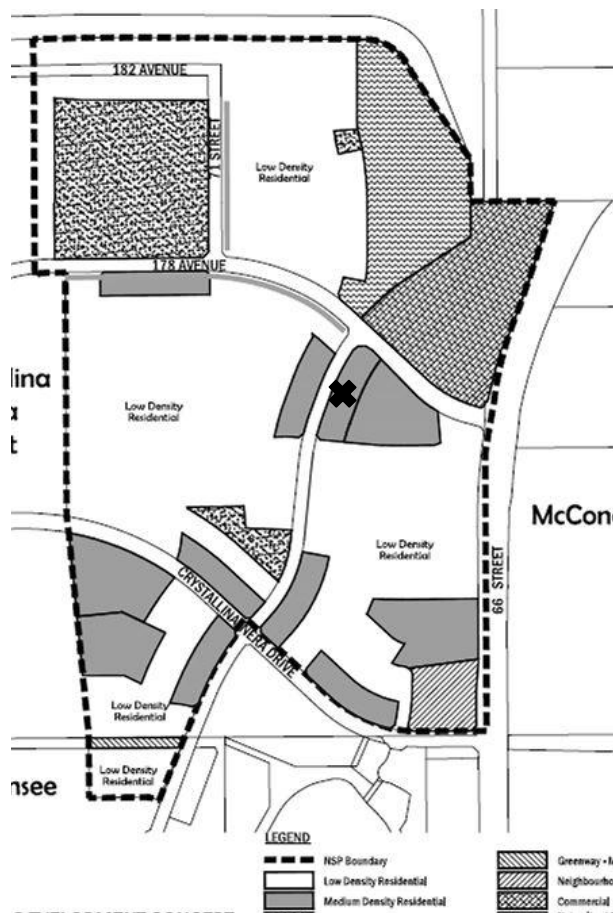 182 AVENUE
71 STREET
Low Density
Residential
178 AVENUE
lina
a
t
Low Density
Residential
McCon
Low Density
Residential
66 STREET
CRYSTALLINA NERA DRIVE
Low Density
Residential
Low Density
Residential
nsee
LEGEND
NSP Boundary
Low Density Residential
Medium Density Residential
Greenway - M
Neighbourho
Commercial